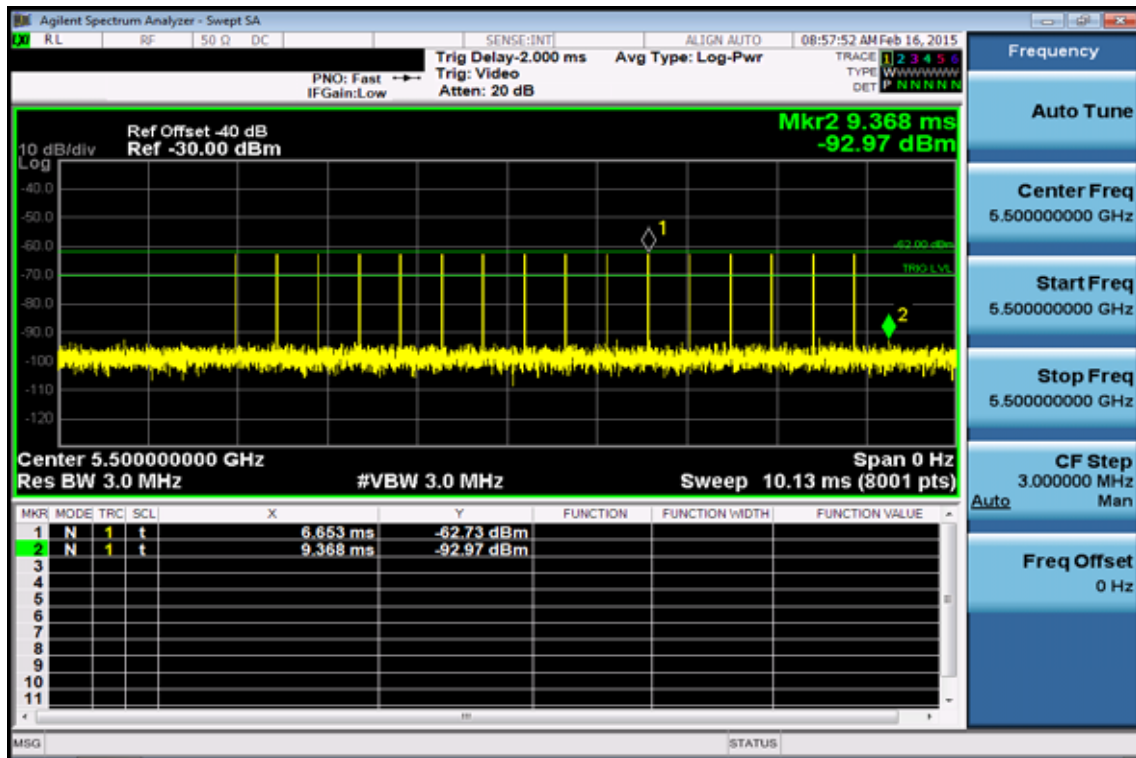 Agilent Spectrum Analyzer - Swept SA
RL RF 50 Ω DC SENSE:INT ALIGN AUTO 08:57:52 AM Feb 16, 2015
Trig Delay-2.000 ms Avg Type: Log-Pwr TRACE 1 2 3 4 5 6
PNO: Fast Trig: Video TYPE WWWWWW
IFGain:Low Atten: 20 dB DET P N N N N N
Mkr2 9.368 ms
-92.97 dBm
Ref Offset -40 dB
10 dB/div Ref -30.00 dBm
Log
-40.0
-50.0
1
-60.0
-62.00 dBm
TRIG LVL
-70.0
-80.0
2
-90.0
-100
-110
-120
Center 5.500000000 GHz Span 0 Hz
Res BW 3.0 MHz #VBW 3.0 MHz Sweep 10.13 ms (8001 pts)
MKR MODE TRC SCL X Y FUNCTION FUNCTION WIDTH FUNCTION VALUE
1 N 1 t 6.653 ms -62.73 dBm
2 N 1 t 9.368 ms -92.97 dBm
3
4
5
6
7
8
9
10
11
MSG STATUS
Frequency
Auto Tune
Center Freq
5.500000000 GHz
Start Freq
5.500000000 GHz
Stop Freq
5.500000000 GHz
CF Step
3.000000 MHz
Auto Man
Freq Offset
0 Hz